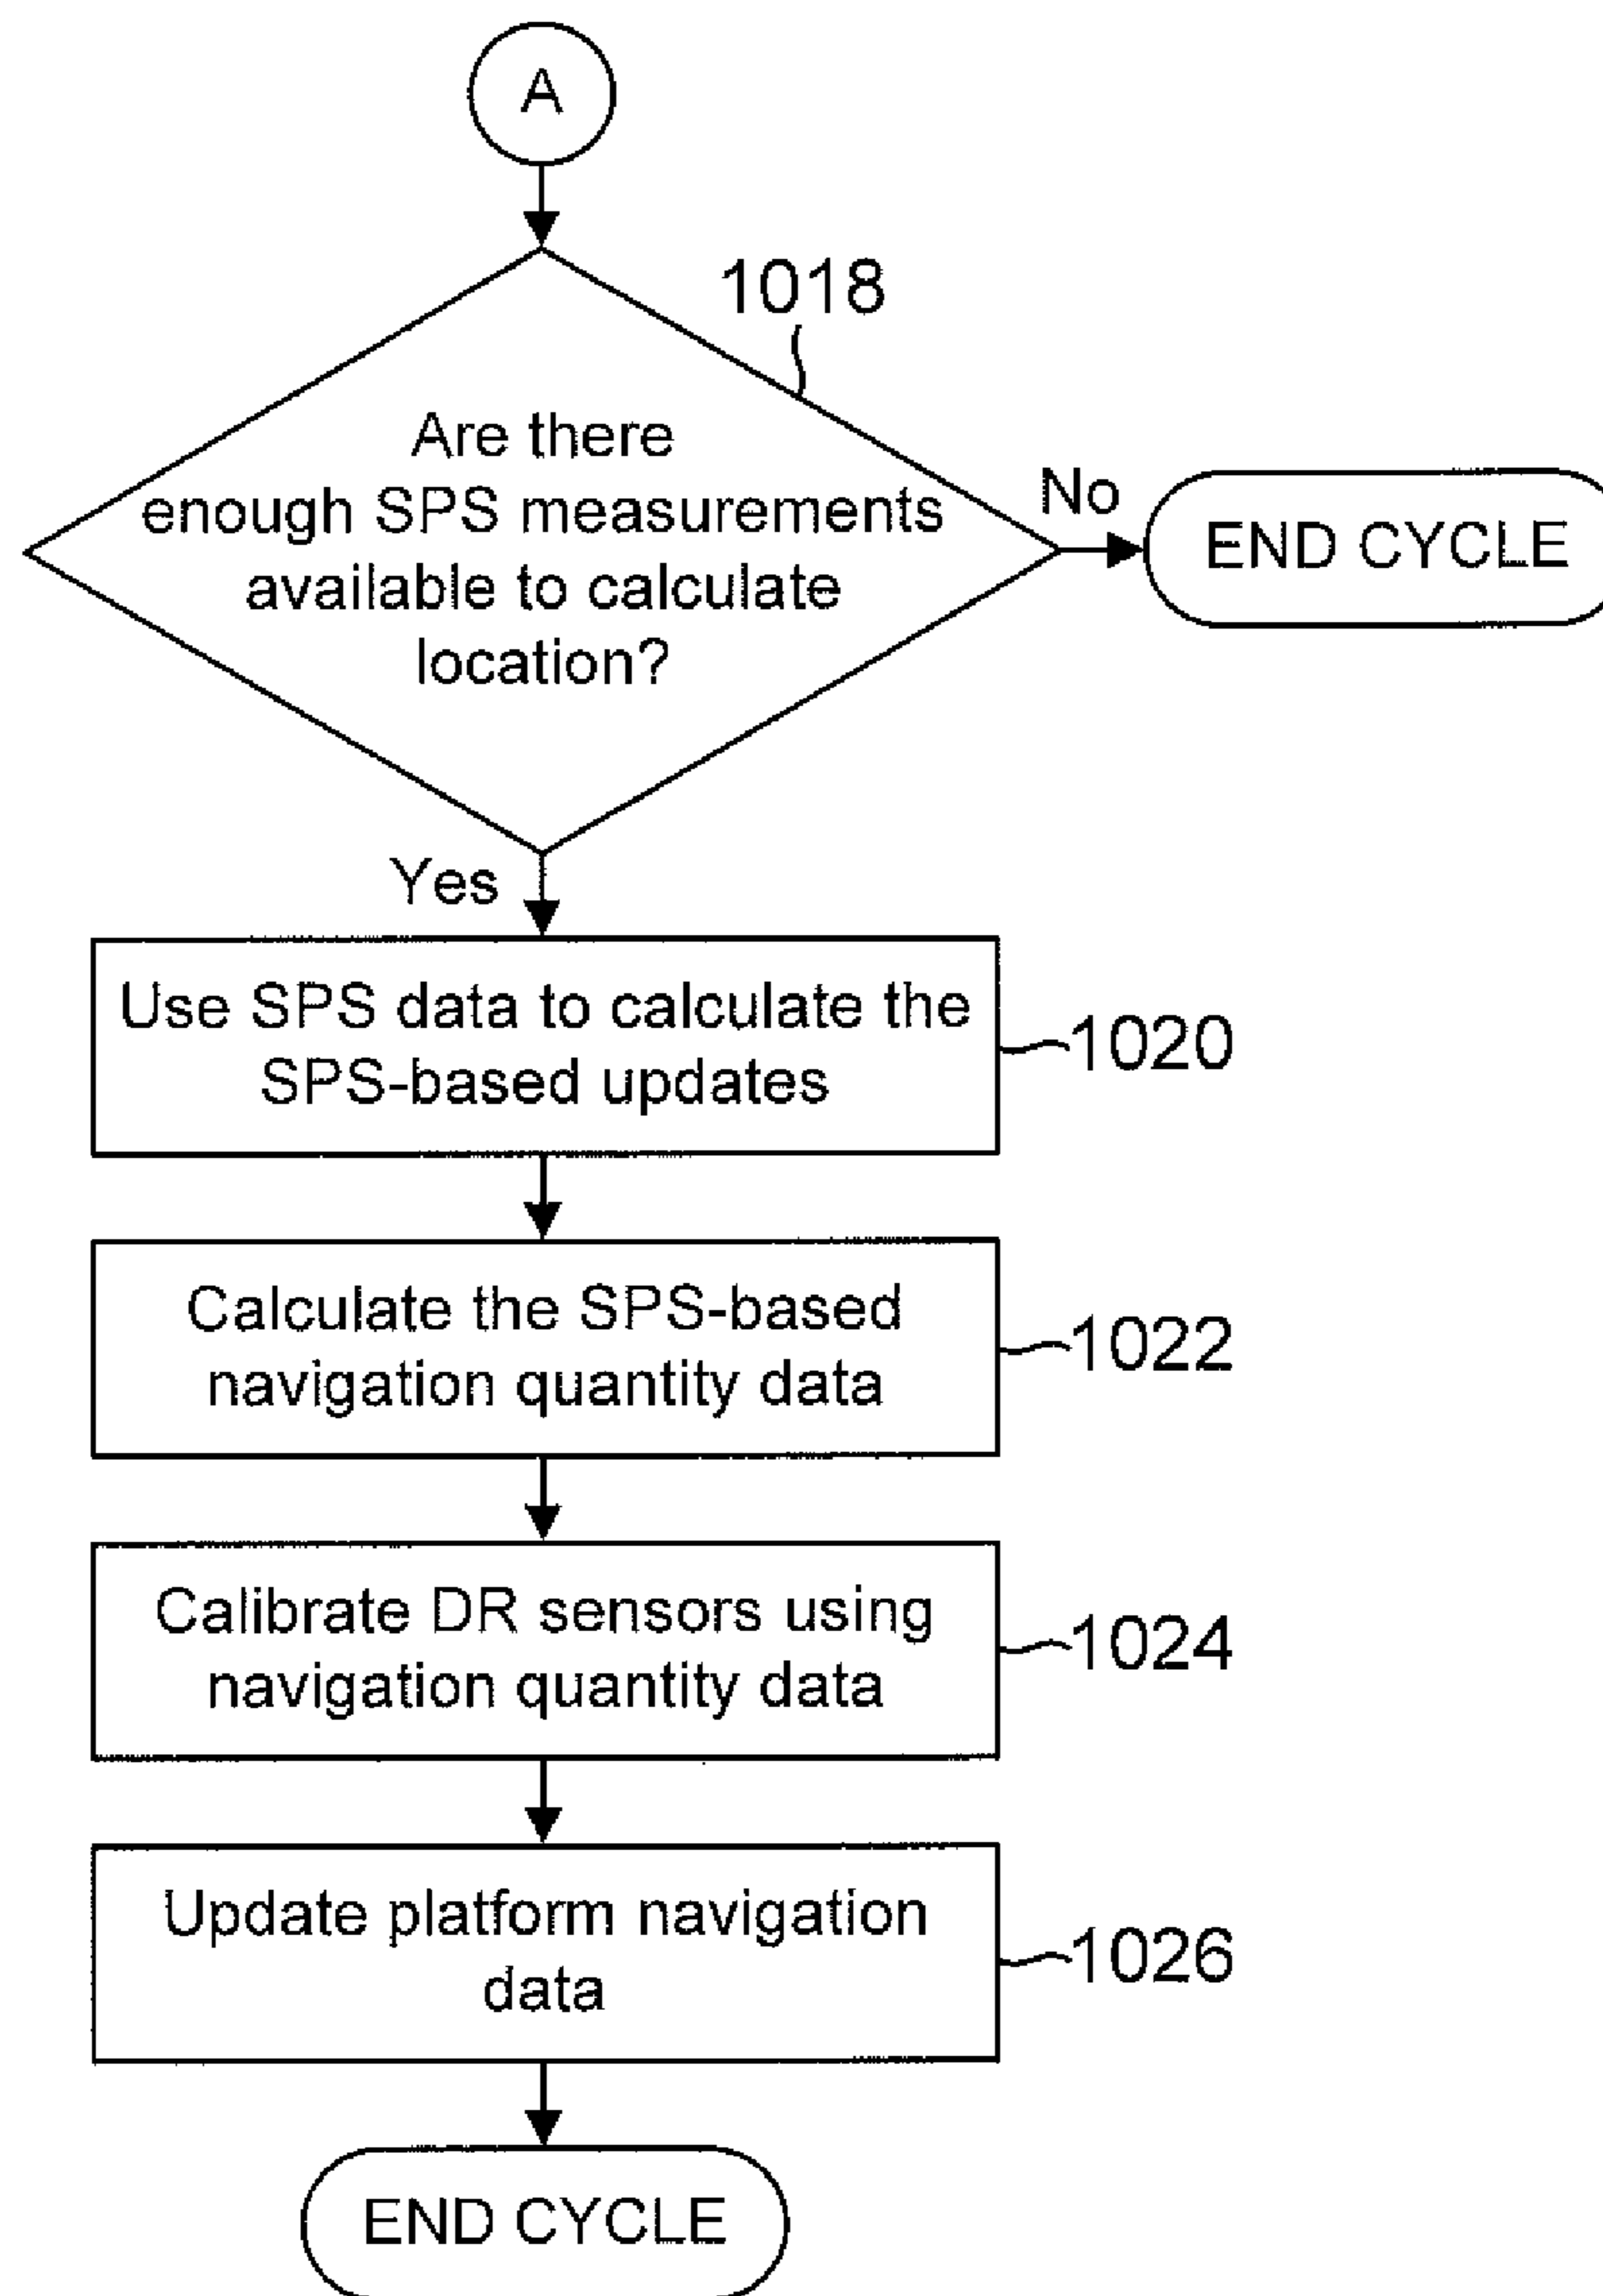 A
1018
Are there
enough SPS measurements
available to calculate
location?
No
END CYCLE
Yes
Use SPS data to calculate the
SPS-based updates
1020
Calculate the SPS-based
navigation quantity data
1022
Calibrate DR sensors using
navigation quantity data
1024
Update platform navigation
data
1026
END CYCLE